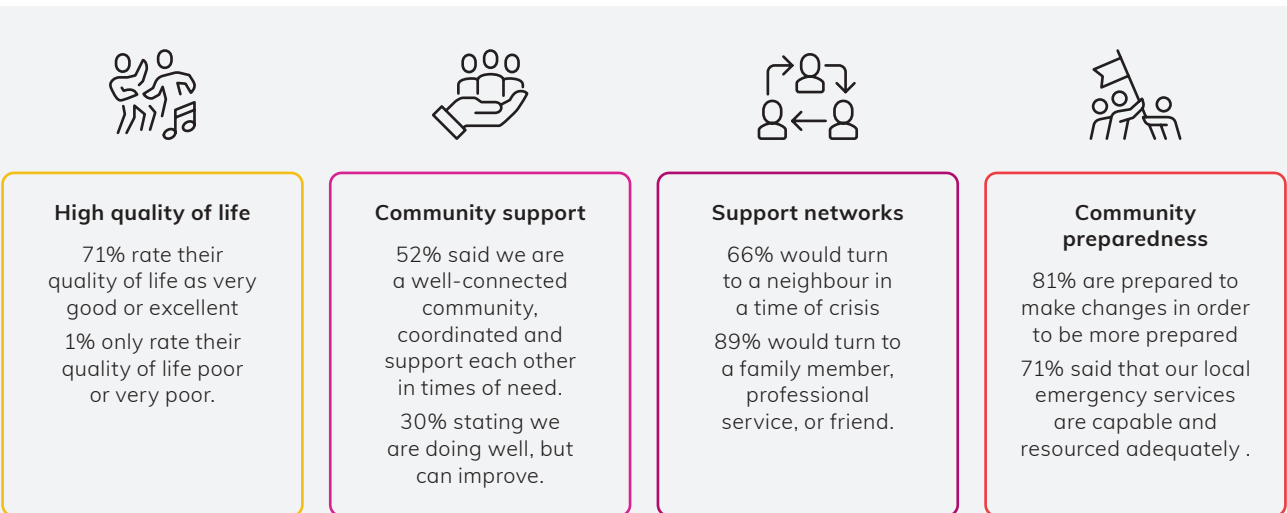 High quality of life
71% rate their
quality of life as very
good or excellent
1% only rate their
quality of life poor
or very poor.
Community support
52% said we are
a well-connected
community,
coordinated and
support each other
in times of need.
30% stating we
are doing well, but
can improve.
Support networks
66% would turn
to a neighbour in
a time of crisis
89% would turn to
a family member,
professional
service, or friend.
Community
preparedness
81% are prepared to
make changes in order
to be more prepared
71% said that our local
emergency services
are capable and
resourced adequately .